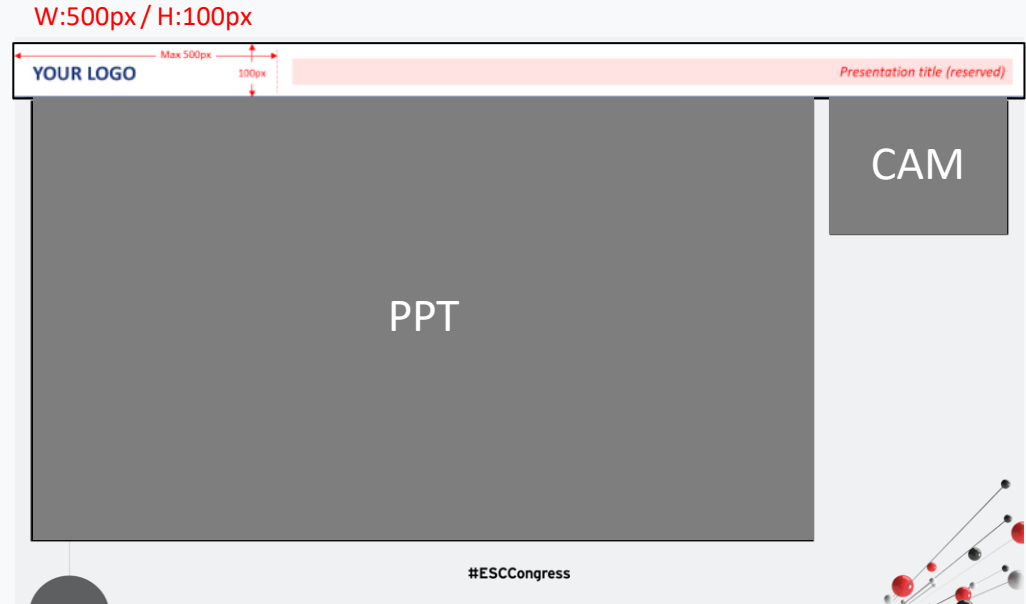 W:500px / H:100px
Max 500px
YOUR LOGO
100px
Presentation title (reserved)
CAM
PPT
#ESCCongress